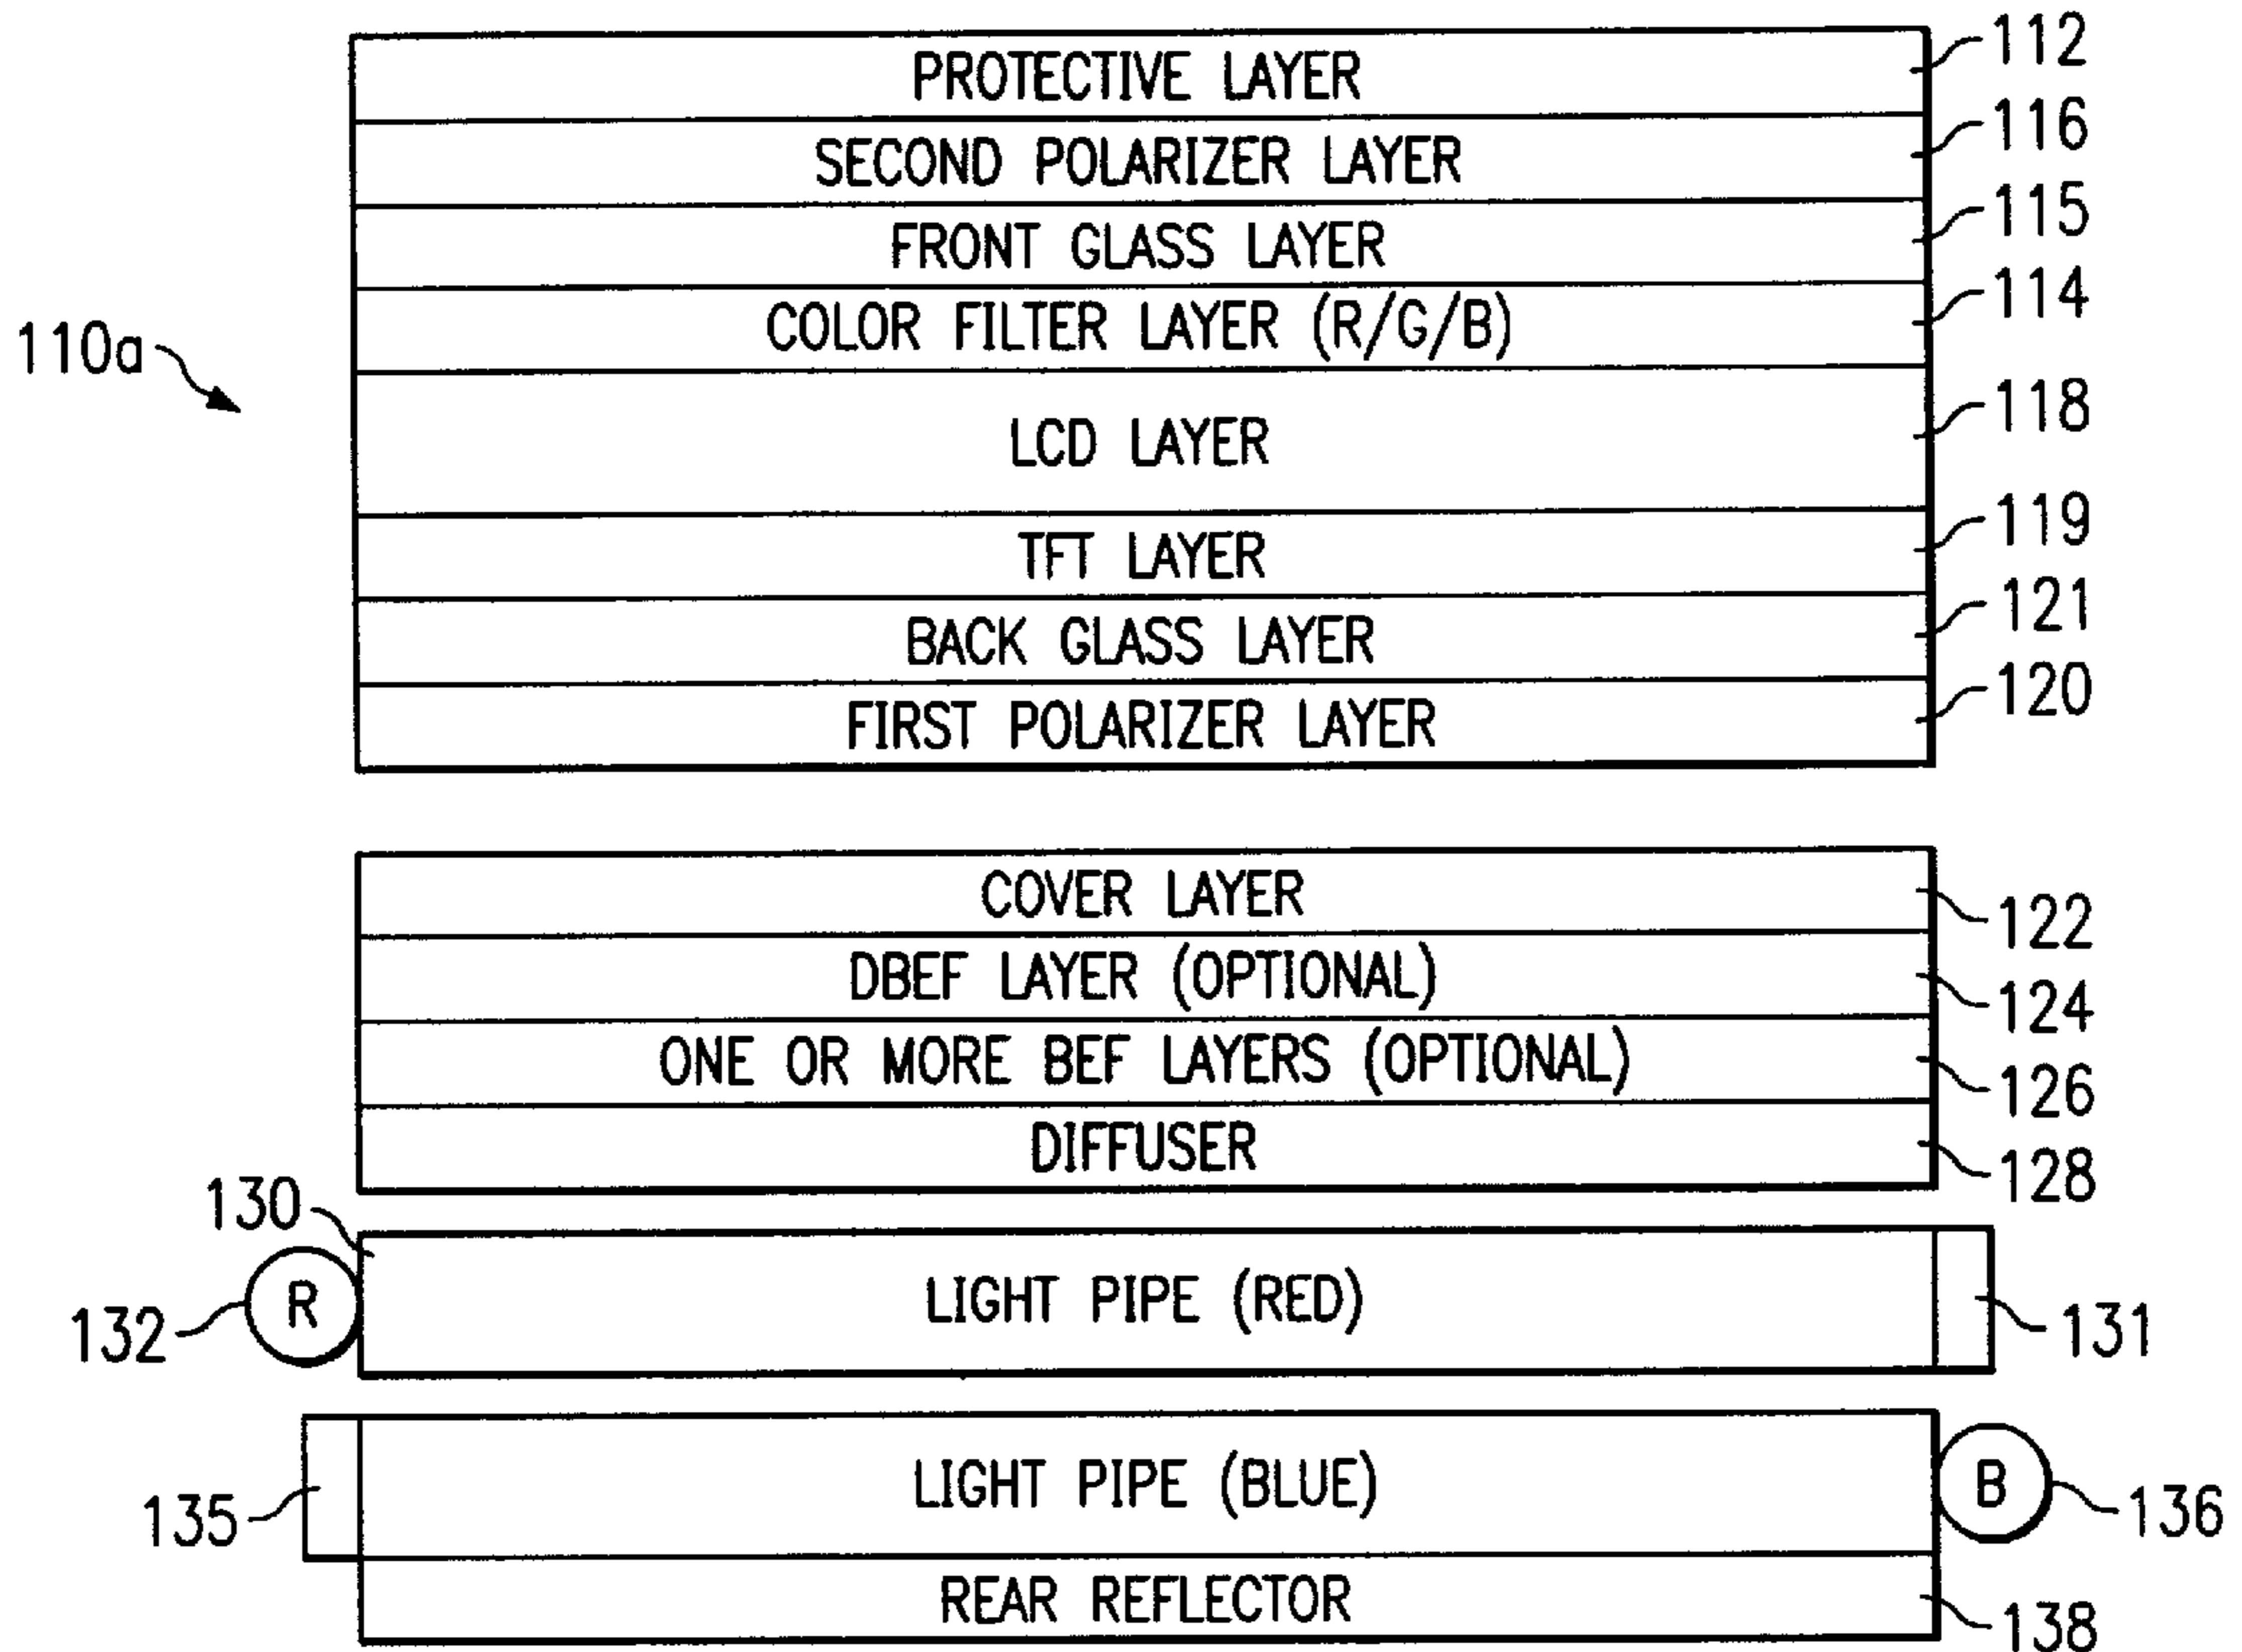 PROTECTIVE LAYER
112
SECOND POLARIZER LAYER
116
FRONT GLASS LAYER
115
COLOR FILTER LAYER (R/G/B)
114
110a
LCD LAYER
118
TFT LAYER
119
BACK GLASS LAYER
121
FIRST POLARIZER LAYER
120
COVER LAYER
122
DBEF LAYER (OPTIONAL)
124
ONE OR MORE BEF LAYERS (OPTIONAL)
126
DIFFUSER
128
130
R
132
LIGHT PIPE (RED)
131
135
LIGHT PIPE (BLUE)
B
136
REAR REFLECTOR
138